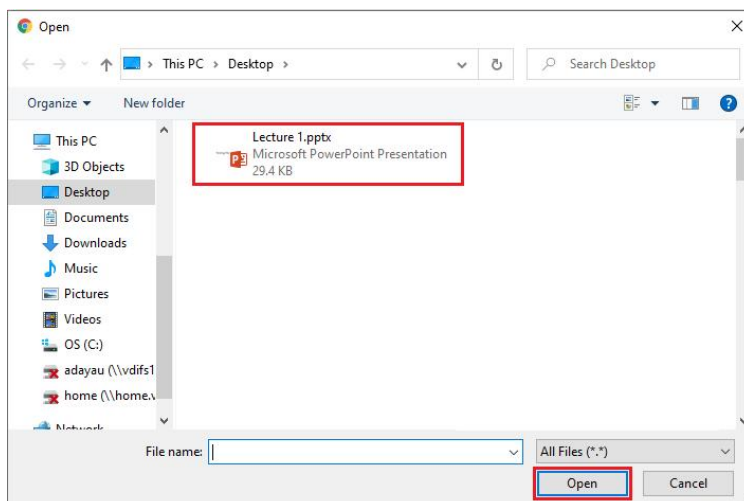 Open
This PC > Desktop >
Search Desktop
Organize
New folder
This PC
3D Objects
Desktop
Documents
Downloads
Music
Pictures
Videos
OS (C:)
adayau (\\vdifs1
home (\\home.v
Network
Lecture 1.pptx
Microsoft PowerPoint Presentation
29.4 KB
File name:
All Files (*.*)
Open
Cancel